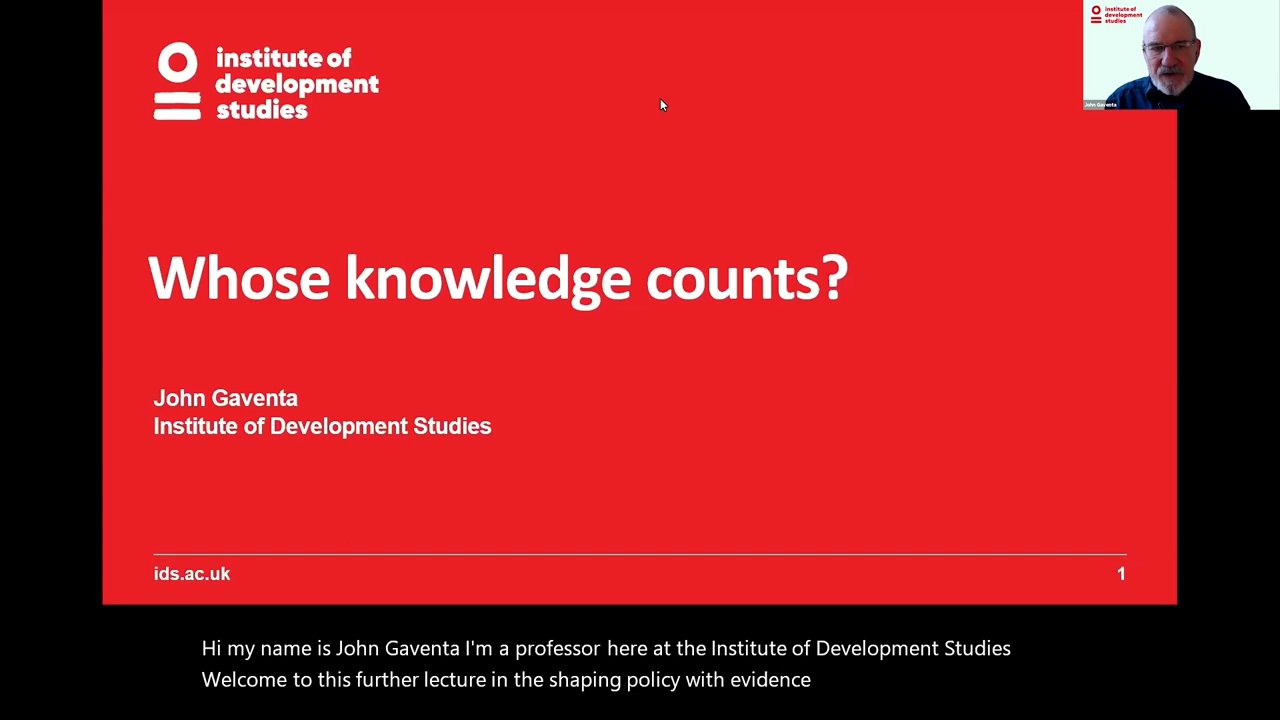 institute of
development
studies
institute of
development
studies
John Gaventa
Whose knowledge counts?
John Gaventa
Institute of Development Studies
ids.ac.uk
1
Hi my name is John Gaventa I'm a professor here at the Institute of Development Studies
Welcome to this further lecture in the shaping policy with evidence